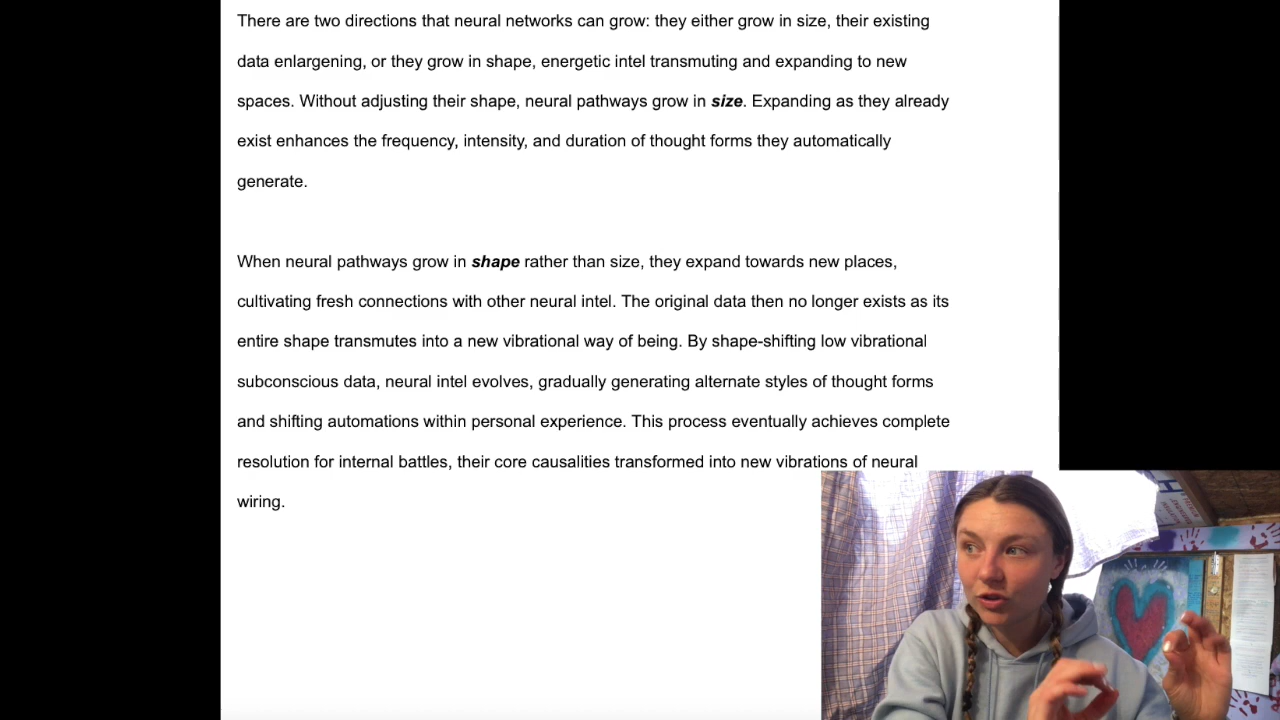 There are two directions that neural networks can grow: they either grow in size, their existing
data enlargening, or they grow in shape, energetic intel transmuting and expanding to new
spaces. Without adjusting their shape, neural pathways grow in size. Expanding as they already
exist enhances the frequency, intensity, and duration of thought forms they automatically
generate.
When neural pathways grow in shape rather than size, they expand towards new places,
cultivating fresh connections with other neural intel. The original data then no longer exists as its
entire shape transmutes into a new vibrational way of being. By shape-shifting low vibrational
subconscious data, neural intel evolves, gradually generating alternate styles of thought forms
and shifting automations within personal experience. This process eventually achieves complete
resolution for internal battles, their core causalities transformed into new vibrations of neural
wiring.